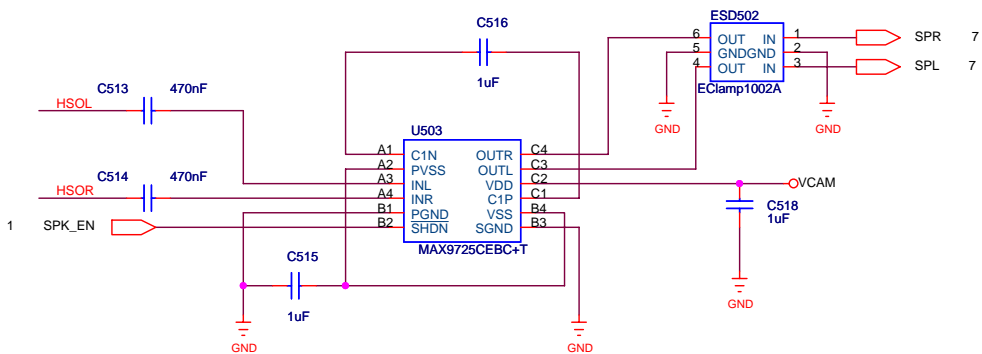 C516
1uF
ESD502
6 OUT IN 1 SPR 7
5 GNDGND 2
4 OUT IN 3 SPL 7
EClamp1002A
GND
GND
C513 470nF
HSOL
U503
A1 C1N OUTR C4
A2 PVSS OUTL C3
A3 INL VDD C2
A4 INR C1P C1
B1 PGND VSS B4
B2 SHDN SGND B3
MAX9725CEBC+T
HSOR
C514 470nF
1 SPK_EN
VCAM
C518
1uF
GND
C515
1uF
GND
GND